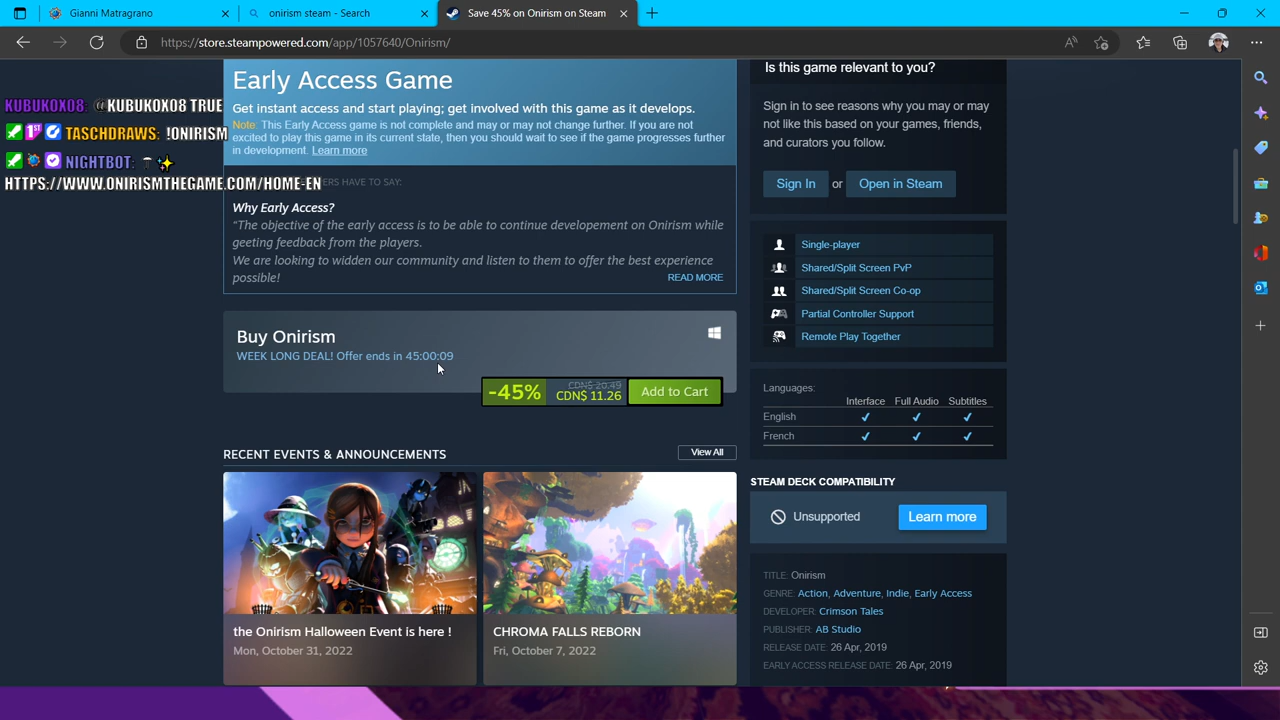 Gianni Matragrano
onirism steam - Search
Save 45% on Onirism on Steam
https://store.steampowered.com/app/1057640/Onirism/
Early Access Game
Get instant access and start playing; get involved with this game as it develops.
Note: This Early Access game is not complete and may or may not change further. If you are not
excited to play this game in its current state, then you should wait to see if the game progresses further
in development. Learn more
KUBUKOXO8: @KUBUKOXO8 TRUE
1ST TASCHDRAWS: !ONIRISM
NIGHTBOT:
HTTPS://WWW.ONIRISMTHEGAME.COM/HOME-EN
ERS HAVE TO SAY:
Why Early Access?
“The objective of the early access is to be able to continue developement on Onirism while
geeting feedback from the players.
We are looking to widden our community and listen to them to offer the best experience
possible!
READ MORE
Buy Onirism
WEEK LONG DEAL! Offer ends in 45:00:09
-45%
CDN$ 20.49
CDN$ 11.26
Add to Cart
RECENT EVENTS & ANNOUNCEMENTS
View All
the Onirism Halloween Event is here !
Mon, October 31, 2022
CHROMA FALLS REBORN
Fri, October 7, 2022
Is this game relevant to you?
Sign in to see reasons why you may or may
not like this based on your games, friends,
and curators you follow.
Sign In or Open in Steam
Single-player
Shared/Split Screen PvP
Shared/Split Screen Co-op
Partial Controller Support
Remote Play Together
Languages:
Interface Full Audio Subtitles
English ✔ ✔ ✔
French ✔ ✔ ✔
STEAM DECK COMPATIBILITY
Unsupported
Learn more
TITLE: Onirism
GENRE: Action, Adventure, Indie, Early Access
DEVELOPER: Crimson Tales
PUBLISHER: AB Studio
RELEASE DATE: 26 Apr, 2019
EARLY ACCESS RELEASE DATE: 26 Apr, 2019